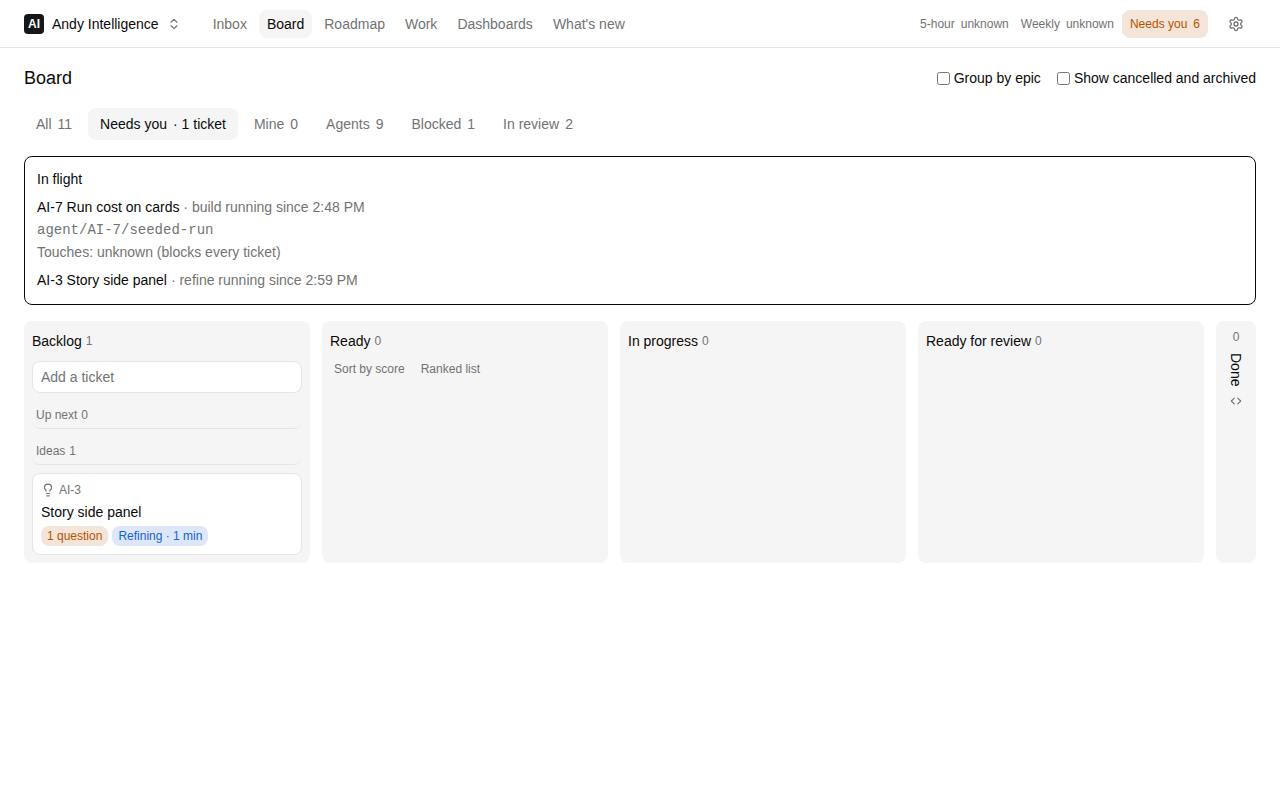 AI Andy Intelligence Inbox Board Roadmap Work Dashboards What's new 5-hour unknown Weekly unknown Needs you 6
Board
Group by epic Show cancelled and archived
All 11 Needs you · 1 ticket Mine 0 Agents 9 Blocked 1 In review 2
In flight
AI-7 Run cost on cards · build running since 2:48 PM
agent/AI-7/seeded-run
Touches: unknown (blocks every ticket)
AI-3 Story side panel · refine running since 2:59 PM
Backlog 1
Add a ticket
Up next 0
Ideas 1
AI-3
Story side panel
1 question Refining · 1 min
Ready 0
Sort by score Ranked list
In progress 0
Ready for review 0
0
Done